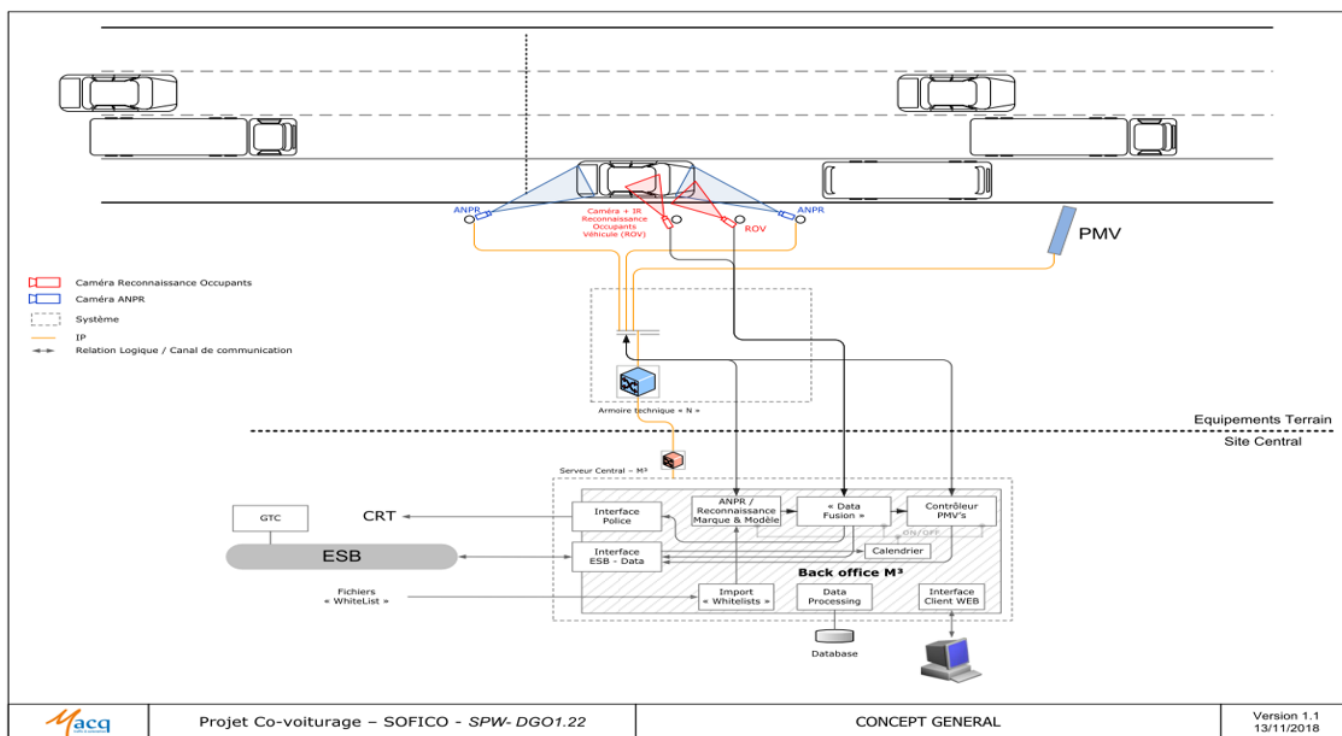 ANPR
Caméra + IR
Reconnaissance
Occupants
Véhicule (ROV)
ROV
ANPR
PMV
Caméra Reconnaissance Occupants
Caméra ANPR
Système
IP
Relation Logique / Canal de communication
Armoire technique « N »
Equipements Terrain
Site Central
Serveur Central – M³
GTC
CRT
ESB
Fichiers
« WhiteList »
Interface
Police
ANPR /
Reconnaissance
Marque & Modèle
« Data
Fusion »
Contrôleur
PMV's
ON/OFF
Interface
ESB - Data
Calendrier
Back office M³
Import
« Whitelists »
Data
Processing
Interface
Client WEB
Database
Macq
Projet Co-voiturage – SOFICO - SPW- DGO1.22
CONCEPT GENERAL
Version 1.1
13/11/2018